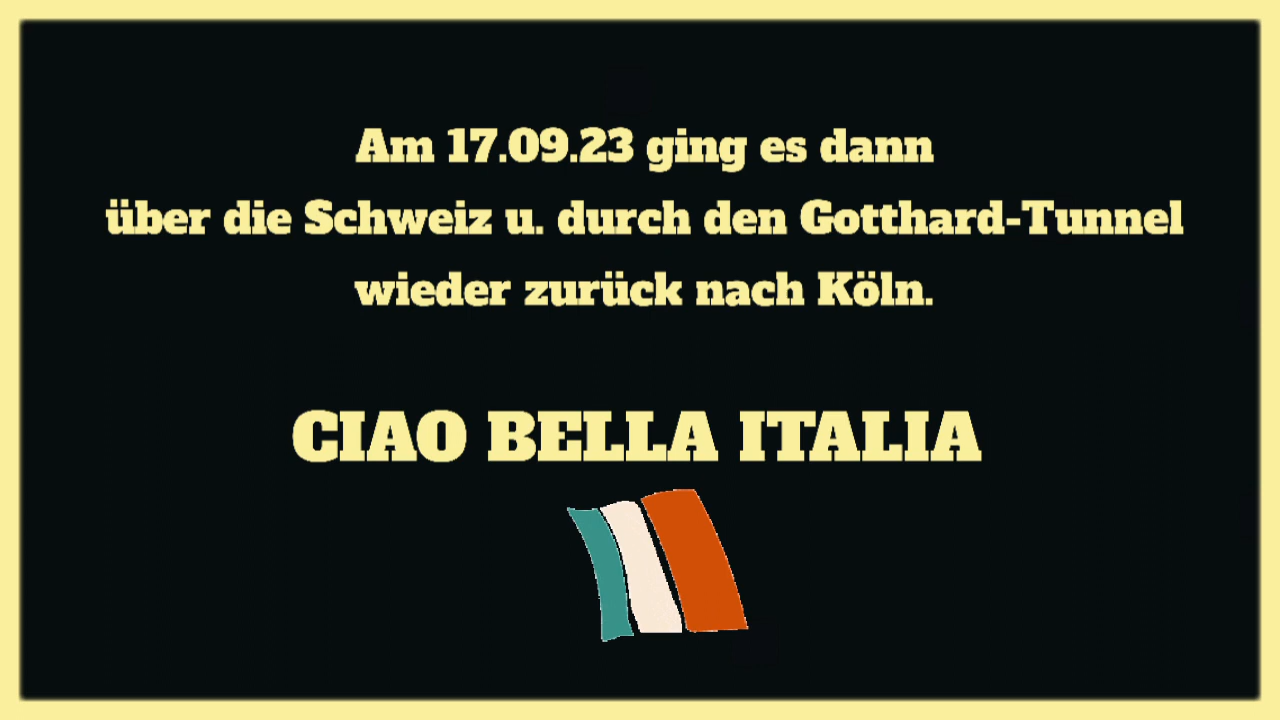 Am 17.09.23 ging es dann
über die Schweiz u. durch den Gotthard-Tunnel
wieder zurück nach Köln.
CIAO BELLA ITALIA